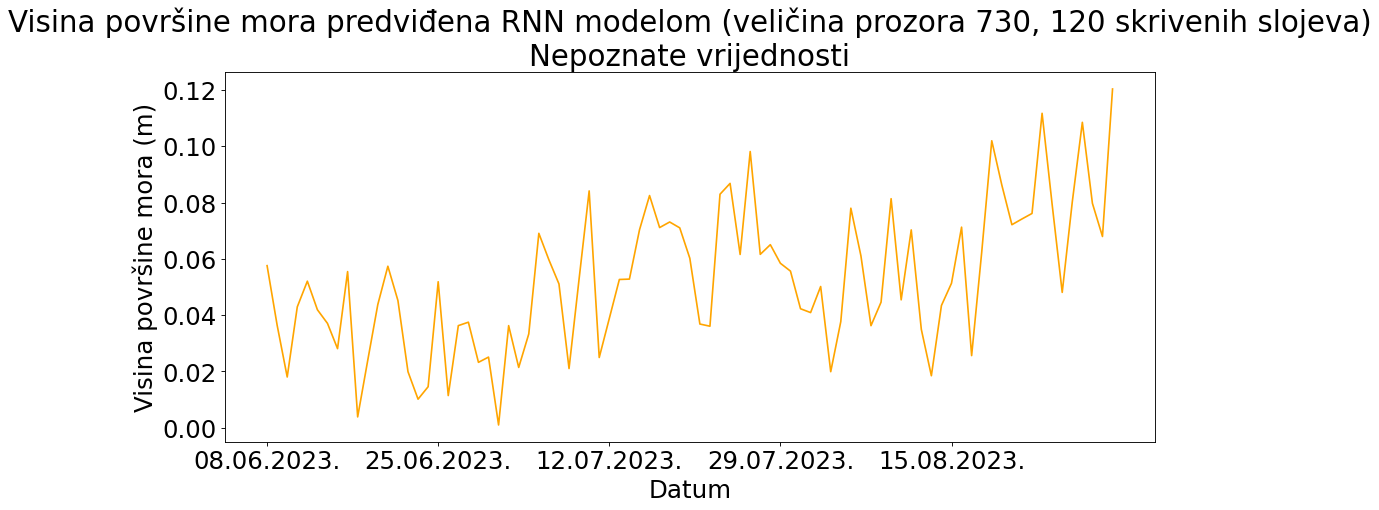 Visina površine mora predviđena RNN modelom (veličina prozora 730, 120 skrivenih slojeva)
Nepoznate vrijednosti
Visina površine mora (m)
0.12
0.10
0.08
0.06
0.04
0.02
0.00
08.06.2023. 25.06.2023. 12.07.2023. 29.07.2023. 15.08.2023.
Datum